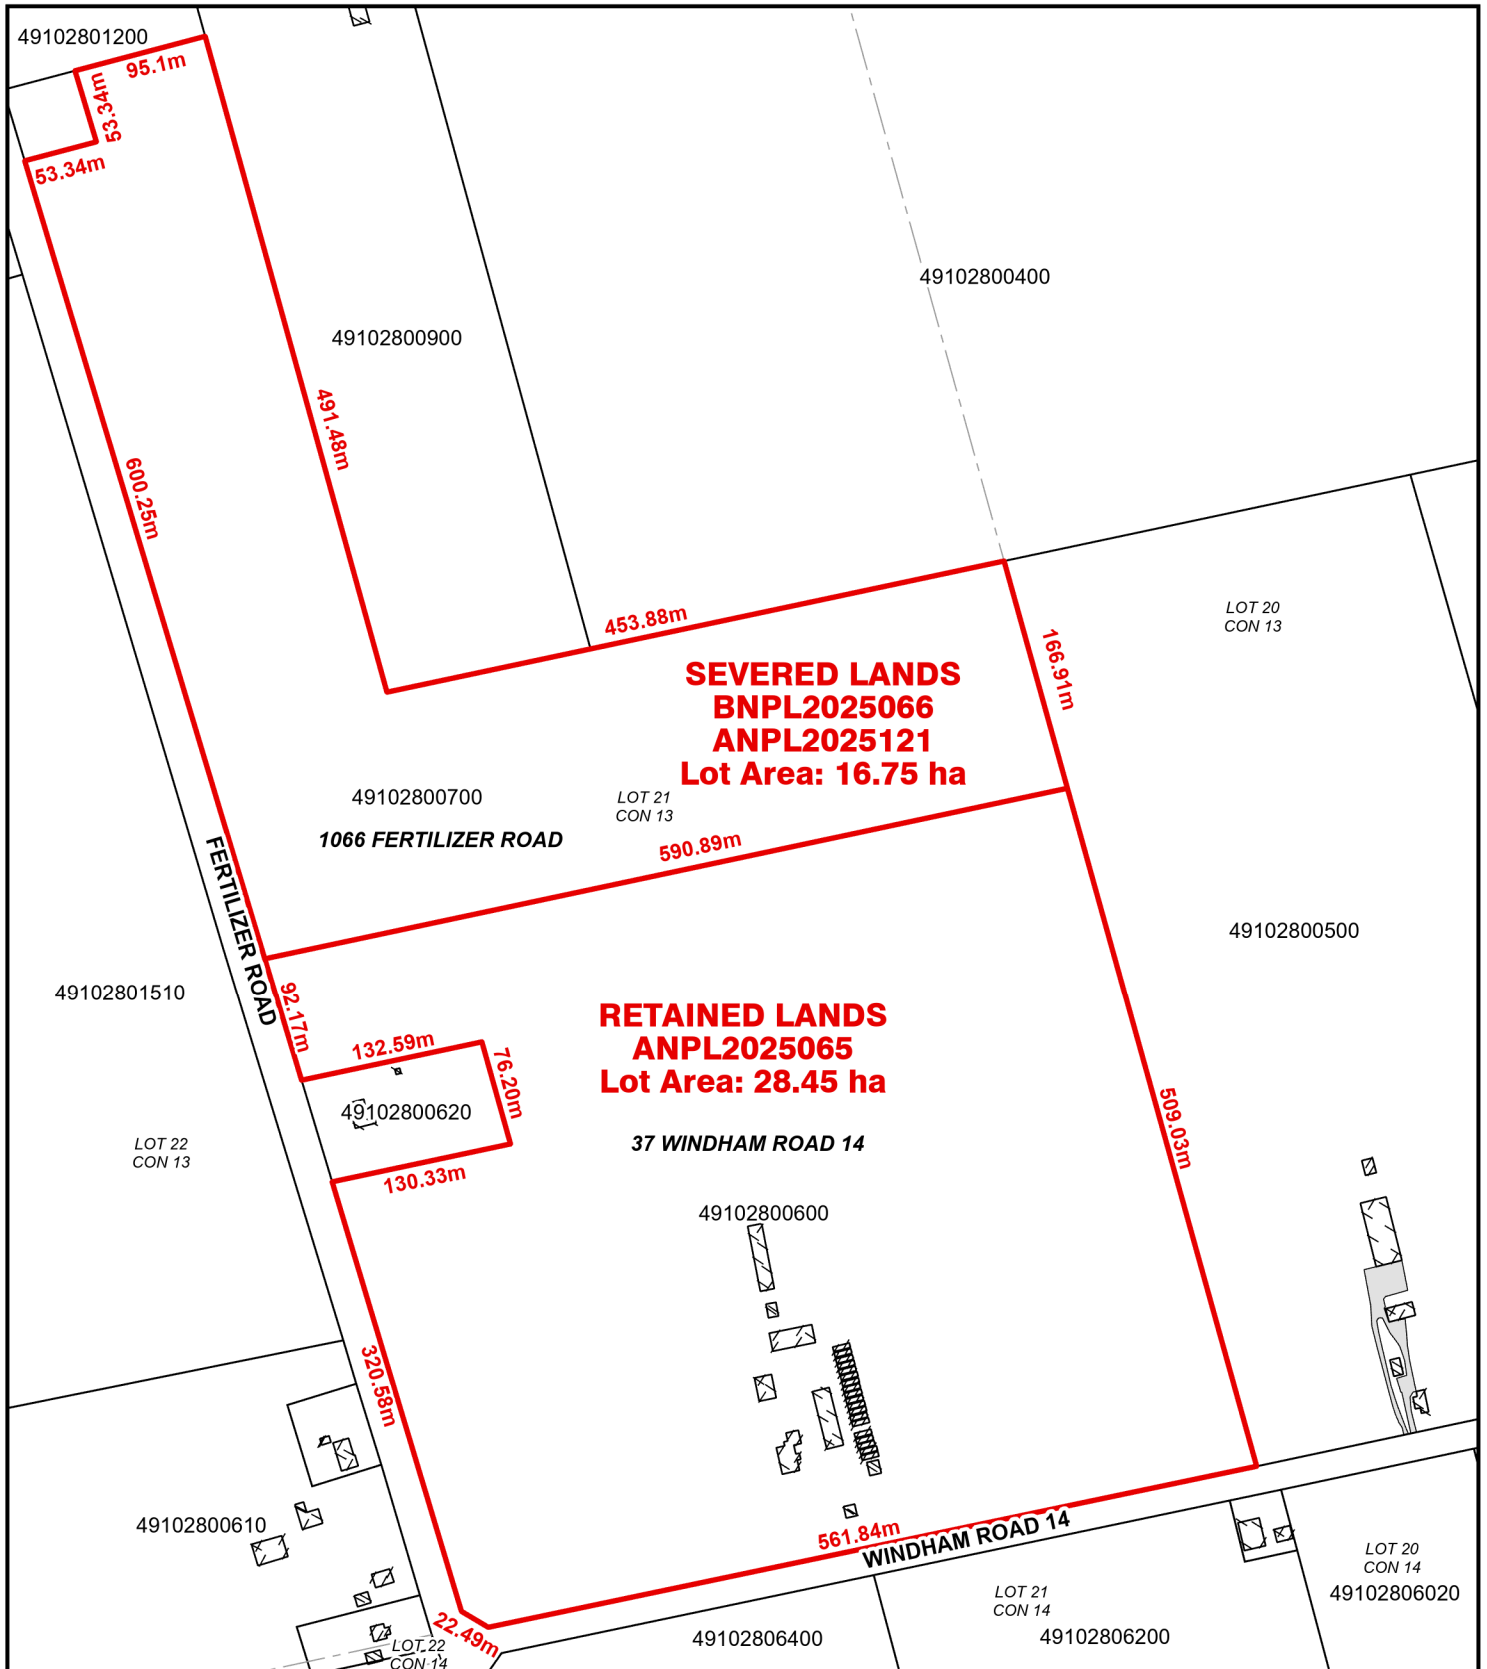 49102801200
95.1m
53.34m
53.34m
49102800400
49102800900
491.48m
600.25m
453.88m
LOT 20
CON 13
166.91m
SEVERED LANDS
BNPL2025066
ANPL2025121
Lot Area: 16.75 ha
49102800700
LOT 21
CON 13
1066 FERTILIZER ROAD
590.89m
FERTILIZER ROAD
49102800500
49102801510
92.17m
RETAINED LANDS
ANPL2025065
Lot Area: 28.45 ha
132.59m
76.20m
49102800620
509.03m
LOT 22
CON 13
37 WINDHAM ROAD 14
130.33m
49102800600
320.58m
49102800610
561.84m
WINDHAM ROAD 14
LOT 20
CON 14
49102806020
LOT 21
CON 14
22.49m
LOT 22
CON 14
49102806400
49102806200